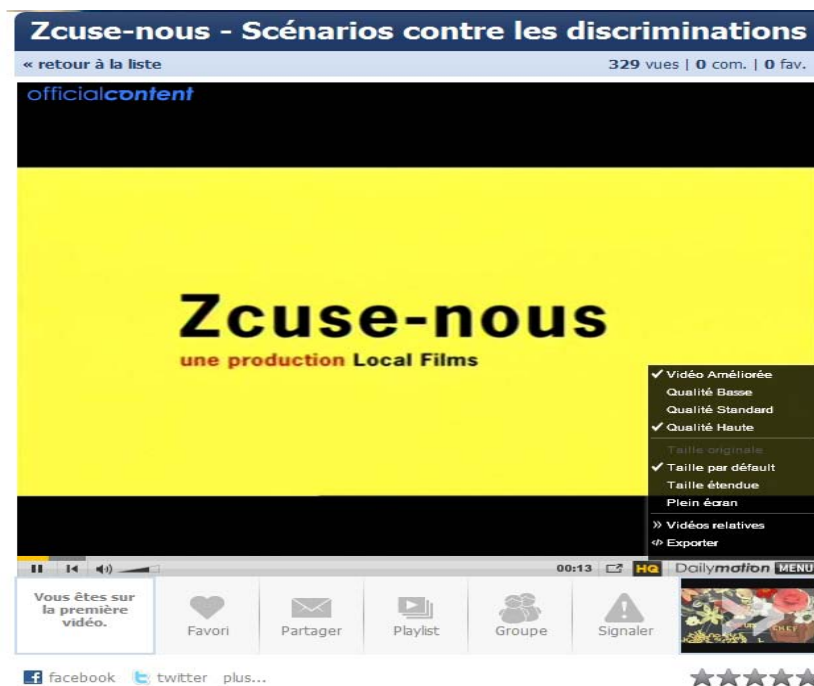 Zcuse-nous - Scénarios contre les discriminations
« retour à la liste
329 vues | 0 com. | 0 fav.
officialcontent
Zcuse-nous
une production Local Films
Vidéo Améliorée
Qualité Basse
Qualité Standard
Qualité Haute
Taille originale
Taille par défault
Taille étendue
Plein écran
Vidéos relatives
Exporter
00:13 HQ Dailymotion MENU
Vous êtes sur
la première
vidéo.
Favori
Partager
Playlist
Groupe
Signaler
facebook twitter plus...